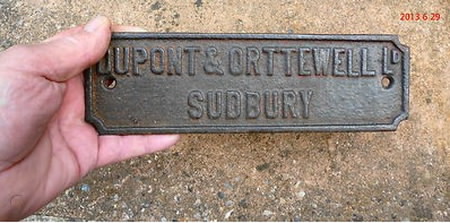 2013.6.29
DUPONT & ORTTEWELL LD
SUDBURY